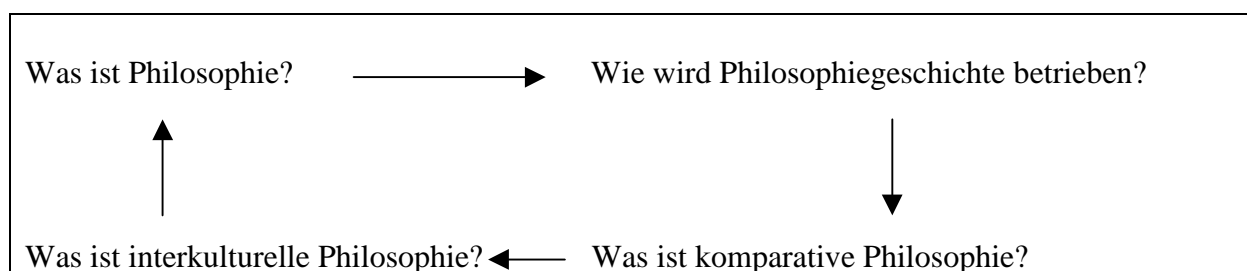 Was ist Philosophie? Wie wird Philosophiegeschichte betrieben?
Was ist interkulturelle Philosophie? Was ist komparative Philosophie?